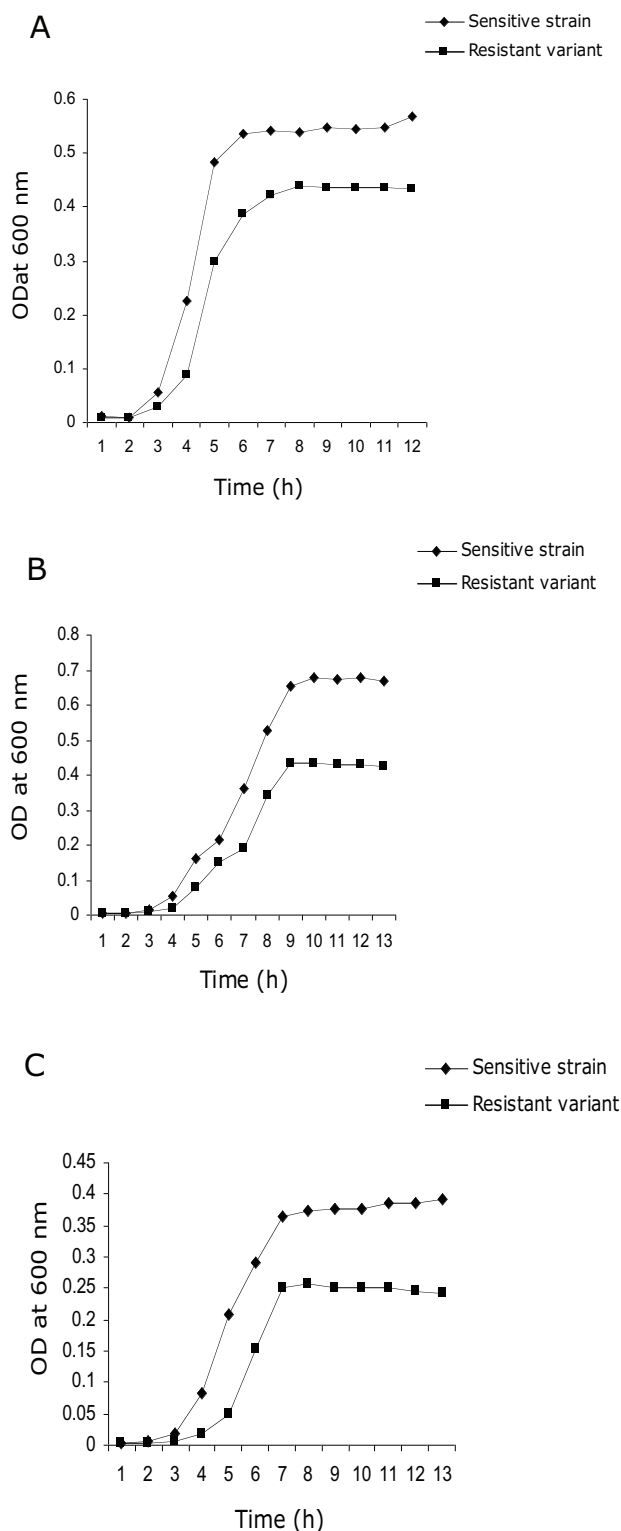 A
Sensitive strain
Resistant variant
0.6
0.5
0.4
0.3
0.2
0.1
0
ODat 600 nm
1 2 3 4 5 6 7 8 9 10 11 12
Time (h)
B
Sensitive strain
Resistant variant
0.8
0.7
0.6
0.5
0.4
0.3
0.2
0.1
0
OD at 600 nm
1 2 3 4 5 6 7 8 9 10 11 12 13
Time (h)
C
Sensitive strain
Resistant variant
0.45
0.4
0.35
0.3
0.25
0.2
0.15
0.1
0.05
0
OD at 600 nm
1 2 3 4 5 6 7 8 9 10 11 12 13
Time (h)